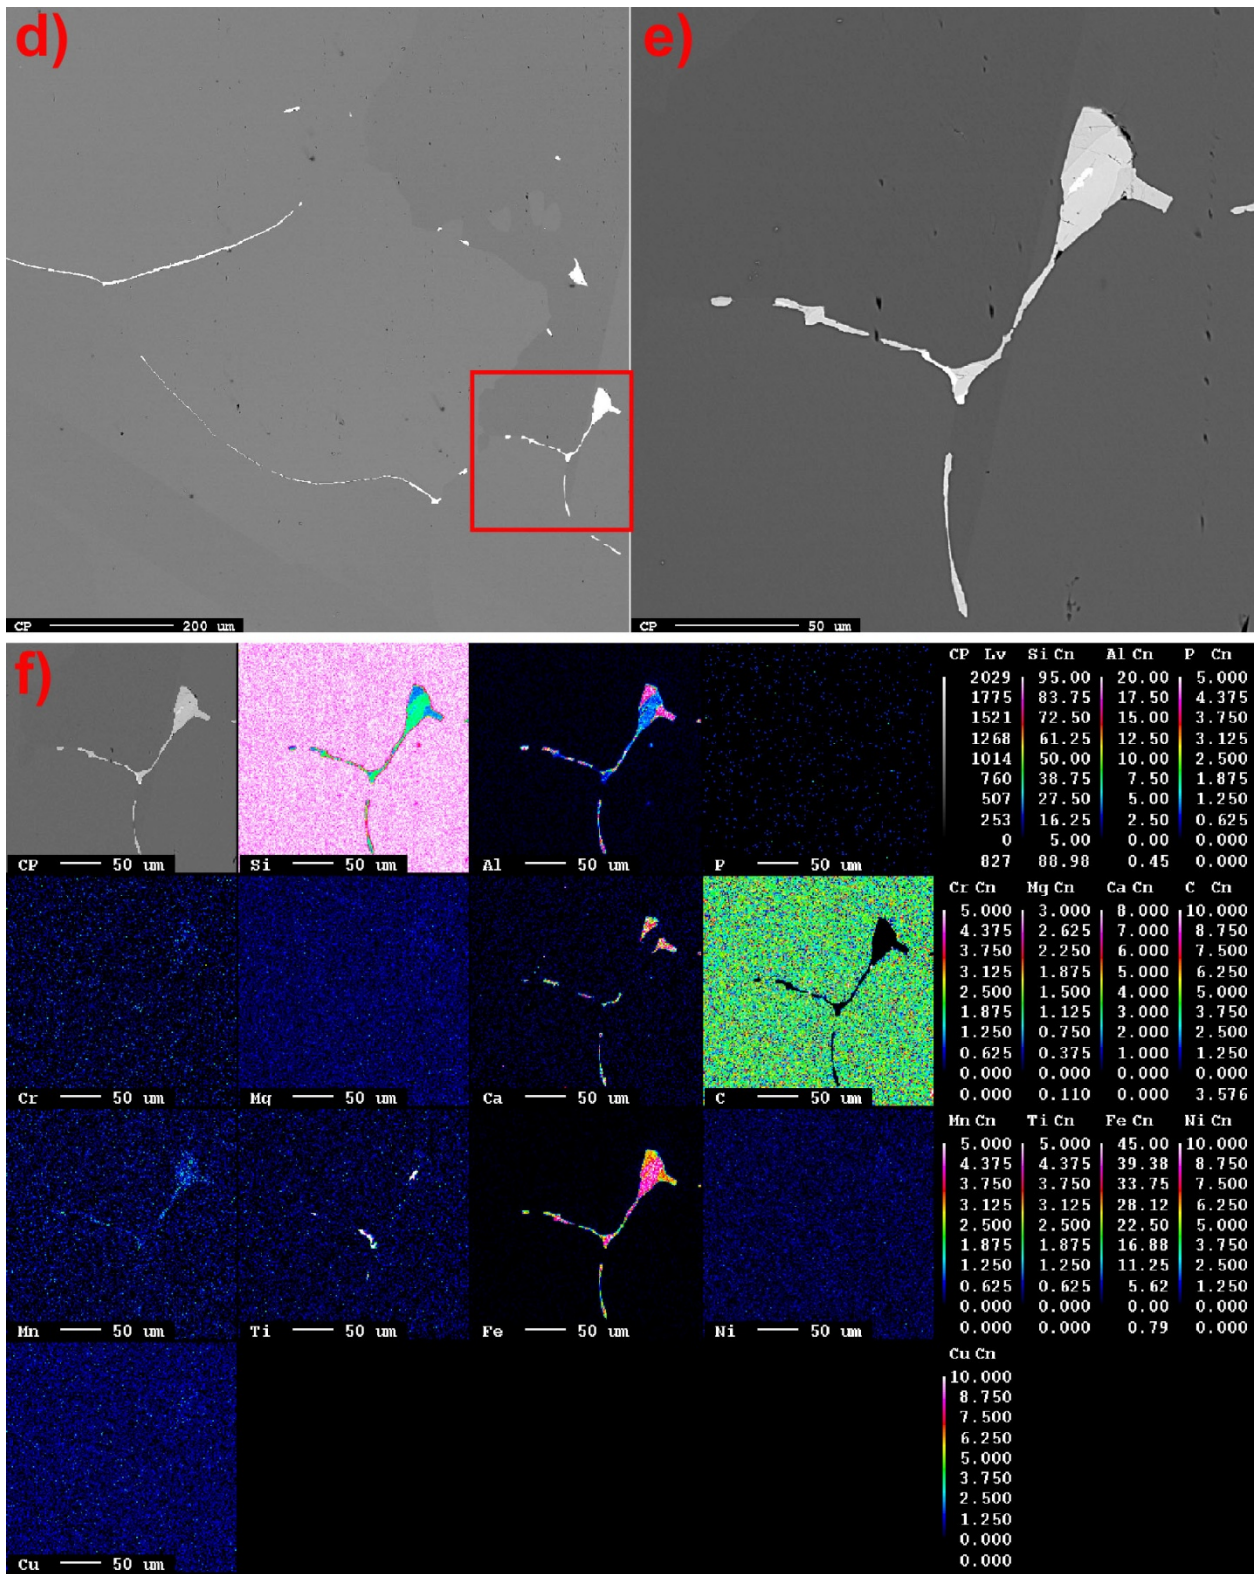 d)
e)
CP 200 um
CP 50 um
f)
CP 50 um
Si 50 um
Al 50 um
P 50 um
CP Lv Si Cn Al Cn P Cn
2029 95.00 20.00 5.000
1775 83.75 17.50 4.375
1521 72.50 15.00 3.750
1268 61.25 12.50 3.125
1014 50.00 10.00 2.500
760 38.75 7.50 1.875
507 27.50 5.00 1.250
253 16.25 2.50 0.625
0 5.00 0.00 0.000
827 88.98 0.45 0.000
Cr 50 um
Mg 50 um
Ca 50 um
C 50 um
Cr Cn Mg Cn Ca Cn C Cn
5.000 3.000 8.000 10.000
4.375 2.625 7.000 8.750
3.750 2.250 6.000 7.500
3.125 1.875 5.000 6.250
2.500 1.500 4.000 5.000
1.875 1.125 3.000 3.750
1.250 0.750 2.000 2.500
0.625 0.375 1.000 1.250
0.000 0.000 0.000 0.000
0.000 0.110 0.000 3.576
Mn 50 um
Ti 50 um
Fe 50 um
Ni 50 um
Mn Cn Ti Cn Fe Cn Ni Cn
5.000 5.000 45.00 10.000
4.375 4.375 39.38 8.750
3.750 3.750 33.75 7.500
3.125 3.125 28.12 6.250
2.500 2.500 22.50 5.000
1.875 1.875 16.88 3.750
1.250 1.250 11.25 2.500
0.625 0.625 5.62 1.250
0.000 0.000 0.00 0.000
0.000 0.000 0.79 0.000
Cu 50 um
Cu Cn
10.000
8.750
7.500
6.250
5.000
3.750
2.500
1.250
0.000
0.000